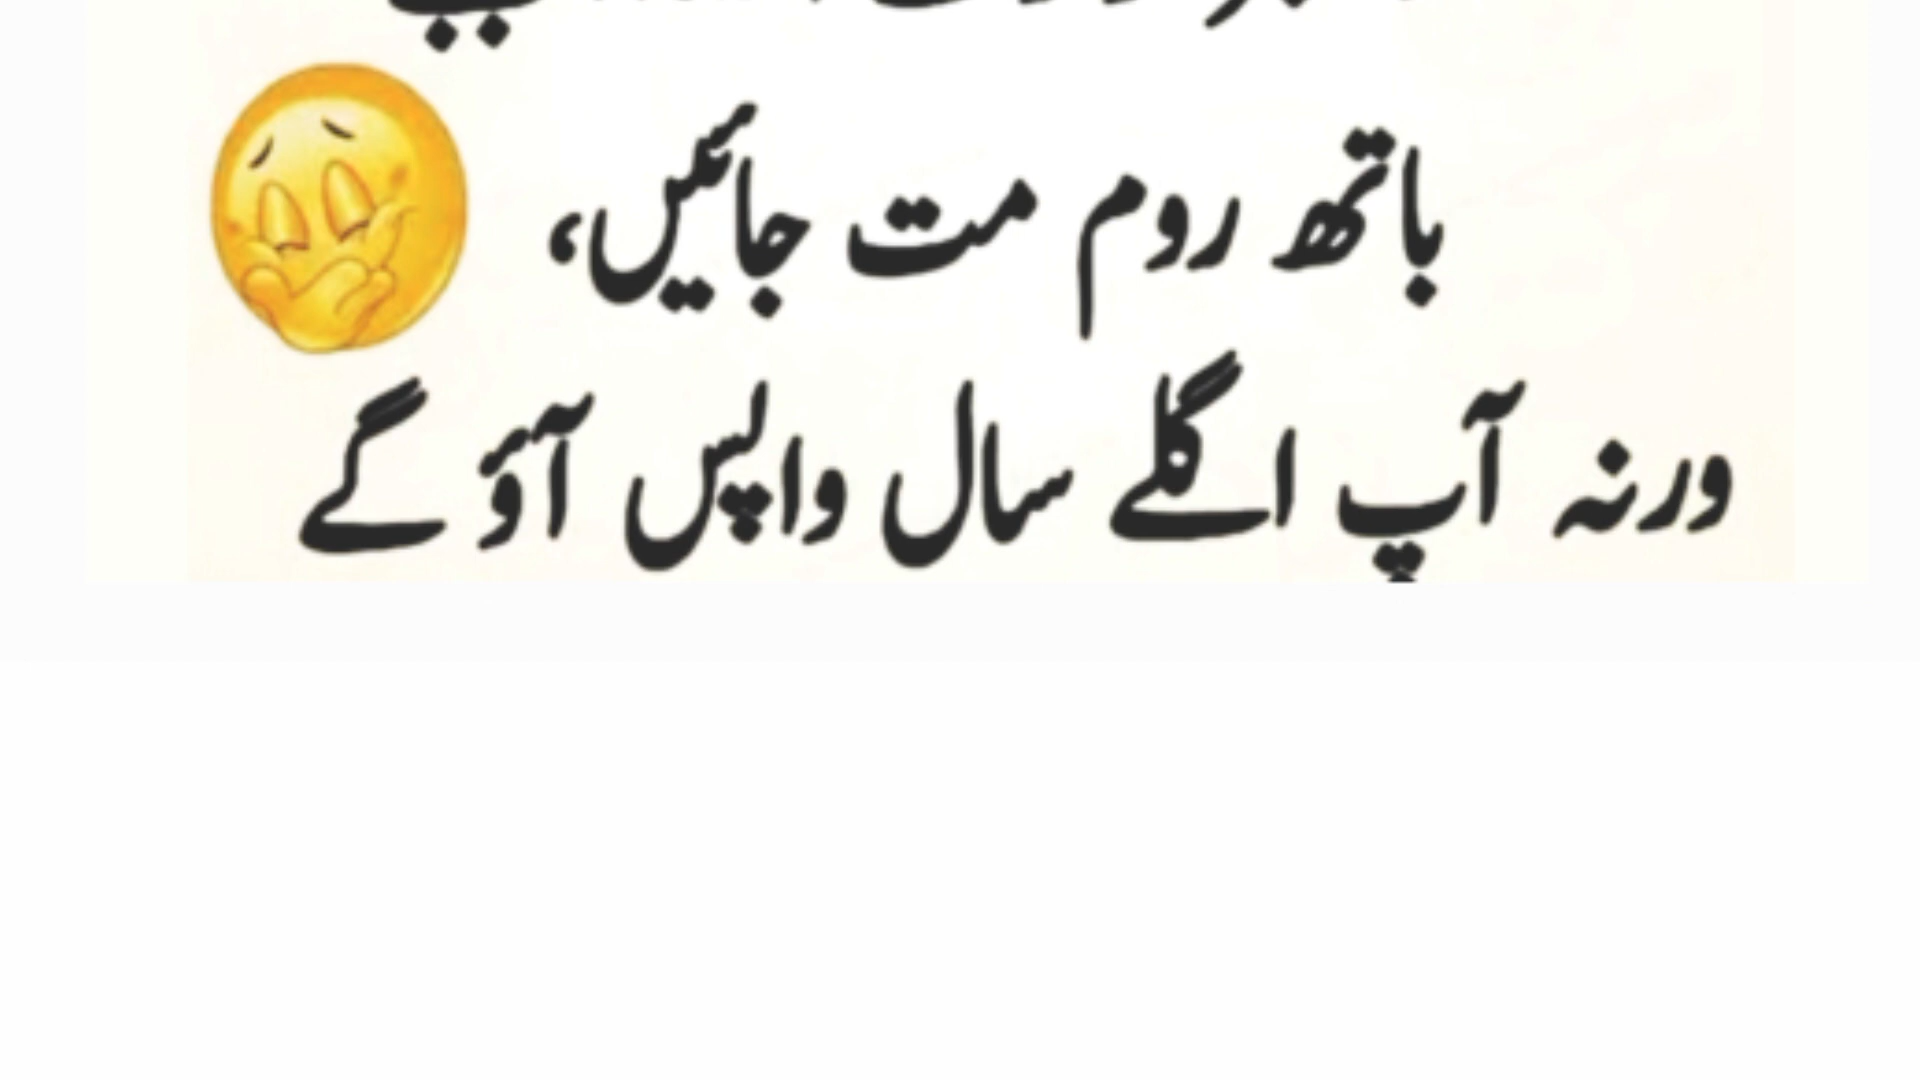 باتھ روم مت جائیں،
ورنہ آپ اگلے سال واپس آؤ گے